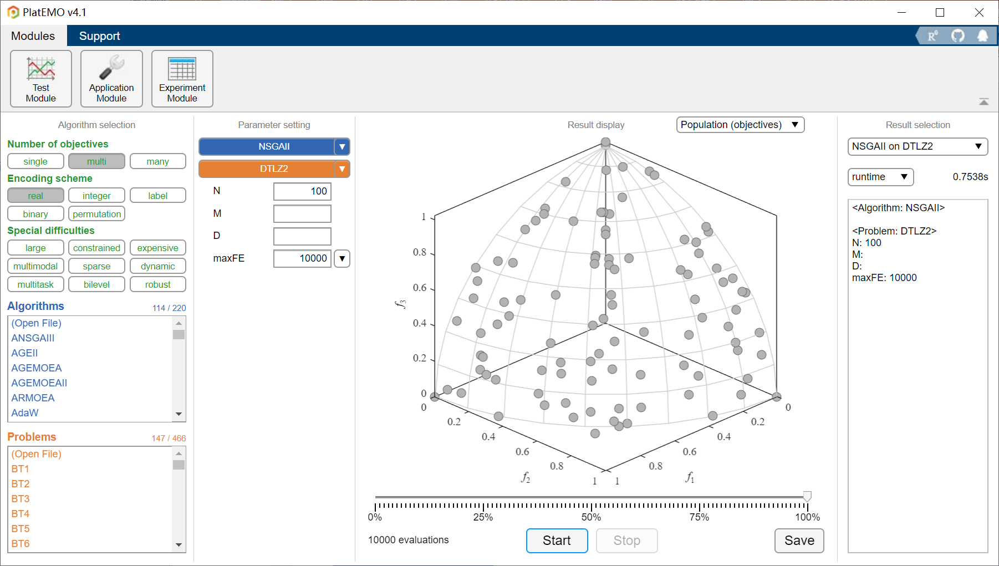 PlatEMO v4.1
Modules
Support
R^G
Test
Module
Application
Module
Experiment
Module
Algorithm selection
Number of objectives
single
multi
many
Encoding scheme
real
integer
label
binary
permutation
Special difficulties
large
constrained
expensive
multimodal
sparse
dynamic
multitask
bilevel
robust
Algorithms
114 / 220
(Open File)
ANSGAIII
AGEII
AGEMOEA
AGEMOEAII
ARMOEA
AdaW
Problems
147 / 466
(Open File)
BT1
BT2
BT3
BT4
BT5
BT6
Parameter setting
NSGAII
DTLZ2
N 100
M
D
maxFE 10000
Result display
Population (objectives)
1
0.8
0.6
0.4
0.2
0
f3
0
0.2
0.4
0.6
0.8
1
f2
0
0.2
0.4
0.6
0.8
1
f1
0% 25% 50% 75% 100%
10000 evaluations
Start
Stop
Save
Result selection
NSGAII on DTLZ2
runtime
0.7538s
<Algorithm: NSGAII>
<Problem: DTLZ2>
N: 100
M:
D:
maxFE: 10000